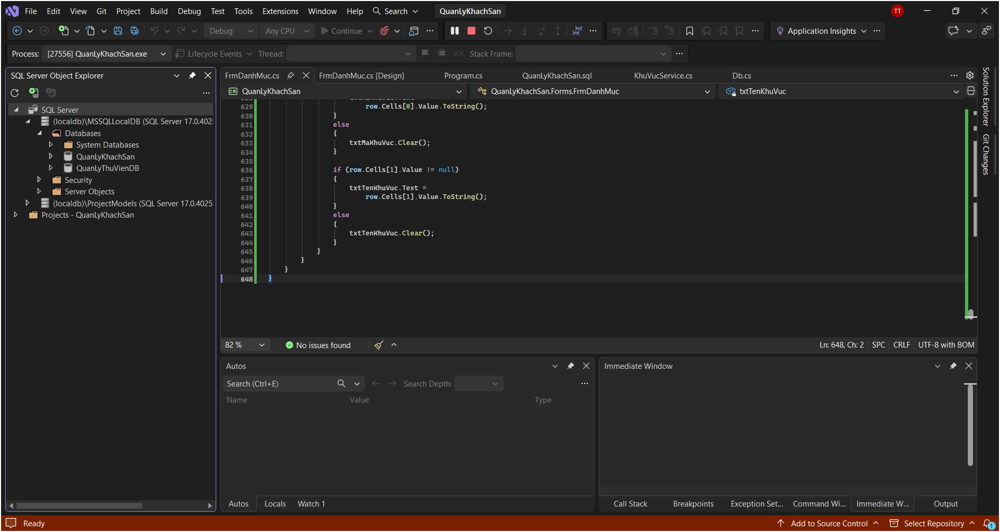 File Edit View Git Project Build Debug Test Tools Extensions Window Help Search QuanLyKhachSan TT
Debug Any CPU Continue Application Insights
Process: [27556] QuanLyKhachSan.exe Lifecycle Events Thread: Stack Frame:
SQL Server Object Explorer
SQL Server
(localdb)\MSSQLLocalDB (SQL Server 17.0.4025
Databases
System Databases
QuanLyKhachSan
QuanLyThuVienDB
Security
Server Objects
(localdb)\ProjectModels (SQL Server 17.0.4025
Projects - QuanLyKhachSan
FrmDanhMuc.cs FrmDanhMuc.cs [Design] Program.cs QuanLyKhachSan.sql KhuVucService.cs Db.cs
QuanLyKhachSan QuanLyKhachSan.Forms.FrmDanhMuc txtTenKhuVuc
629 row.Cells[0].Value.ToString();
630 }
631 else
632 {
633 txtMaKhuVuc.Clear();
634 }
635
636 if (row.Cells[1].Value != null)
637 {
638 txtTenKhuVuc.Text =
639 row.Cells[1].Value.ToString();
640 }
641 else
642 {
643 txtTenKhuVuc.Clear();
644 }
645 }
646 }
647 }
648 }
82 % No issues found Ln: 648, Ch: 2 SPC CRLF UTF-8 with BOM
Autos
Search (Ctrl+E) Search Depth:
Name Value Type
Autos Locals Watch 1
Immediate Window
Call Stack Breakpoints Exception Set... Command Wi... Immediate W... Output
Solution Explorer
Git Changes
Ready Add to Source Control Select Repository 1